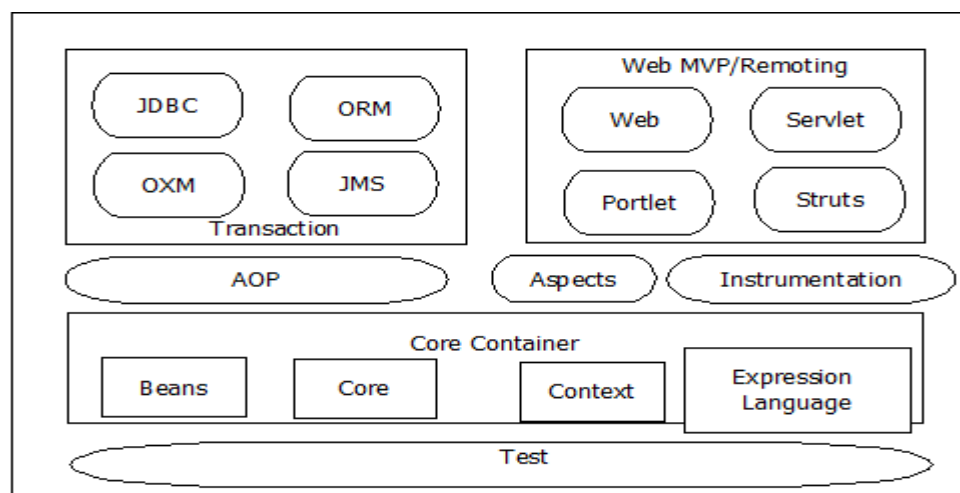 JDBC
ORM
OXM
JMS
Transaction
Web MVP/Remoting
Web
Servlet
Portlet
Struts
AOP
Aspects
Instrumentation
Core Container
Beans
Core
Context
Expression
Language
Test